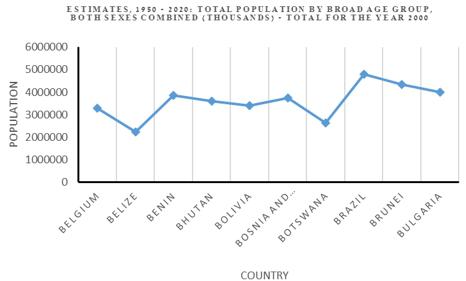 ESTIMATES, 1950 - 2020: TOTAL POPULATION BY BROAD AGE GROUP,
BOTH SEXES COMBINED (THOUSANDS) - TOTAL FOR THE YEAR 2000
6000000
5000000
4000000
3000000
2000000
1000000
0
POPULATION
BELGIUM
BELIZE
BENIN
BHUTAN
BOLIVIA
BOSNIA AND...
BOTSWANA
BRAZIL
BRUNEI
BULGARIA
COUNTRY